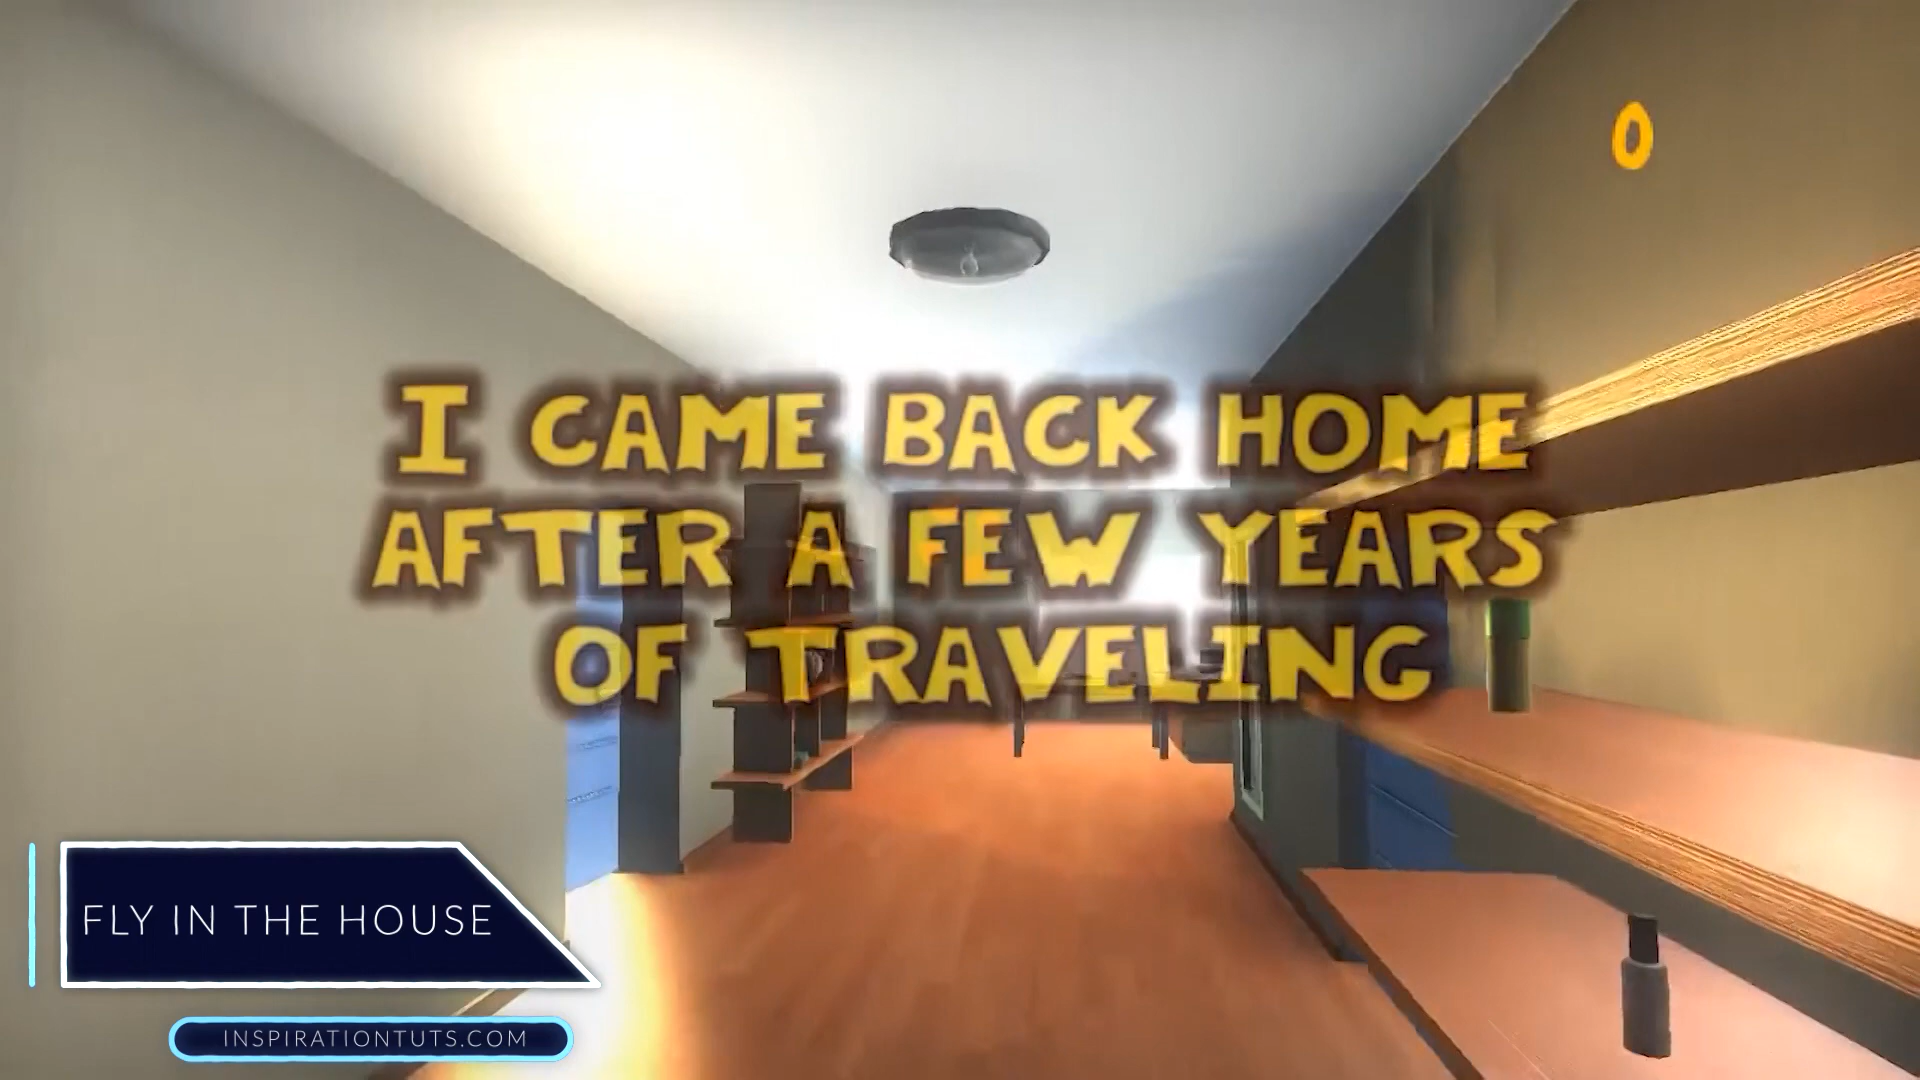 0
I CAME BACK HOME
AFTER A FEW YEARS
OF TRAVELING
FLY IN THE HOUSE
INSPIRATIONTUTS.COM